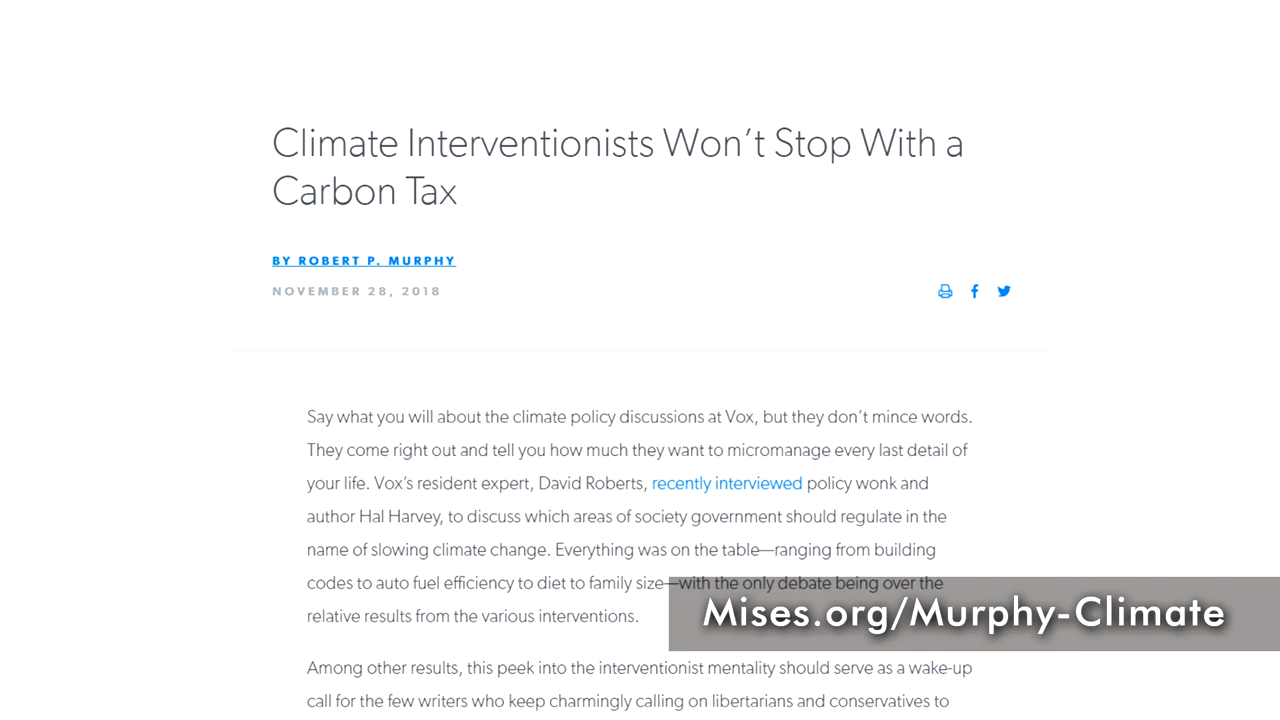 Climate Interventionists Won't Stop With a
Carbon Tax
BY ROBERT P. MURPHY
NOVEMBER 28, 2018
Say what you will about the climate policy discussions at Vox, but they don't mince words.
They come right out and tell you how much they want to micromanage every last detail of
your life. Vox's resident expert, David Roberts, recently interviewed policy wonk and
author Hal Harvey, to discuss which areas of society government should regulate in the
name of slowing climate change. Everything was on the table—ranging from building
codes to auto fuel efficiency to diet to family size—with the only debate being over the
relative results from the various interventions.
Mises.org/Murphy-Climate
Among other results, this peek into the interventionist mentality should serve as a wake-up
call for the few writers who keep charmingly calling on libertarians and conservatives to